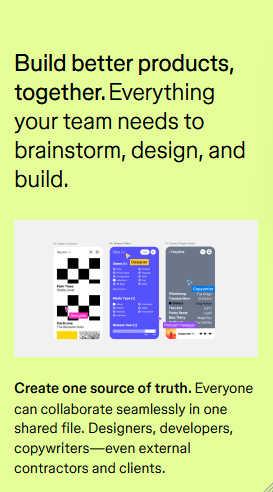 Build better products,
together. Everything
your team needs to
brainstorm, design, and
build.
Designer
Designer
Copywriter
Product manager
Create one source of truth. Everyone
can collaborate seamlessly in one
shared file. Designers, developers,
copywriters—even external
contractors and clients.